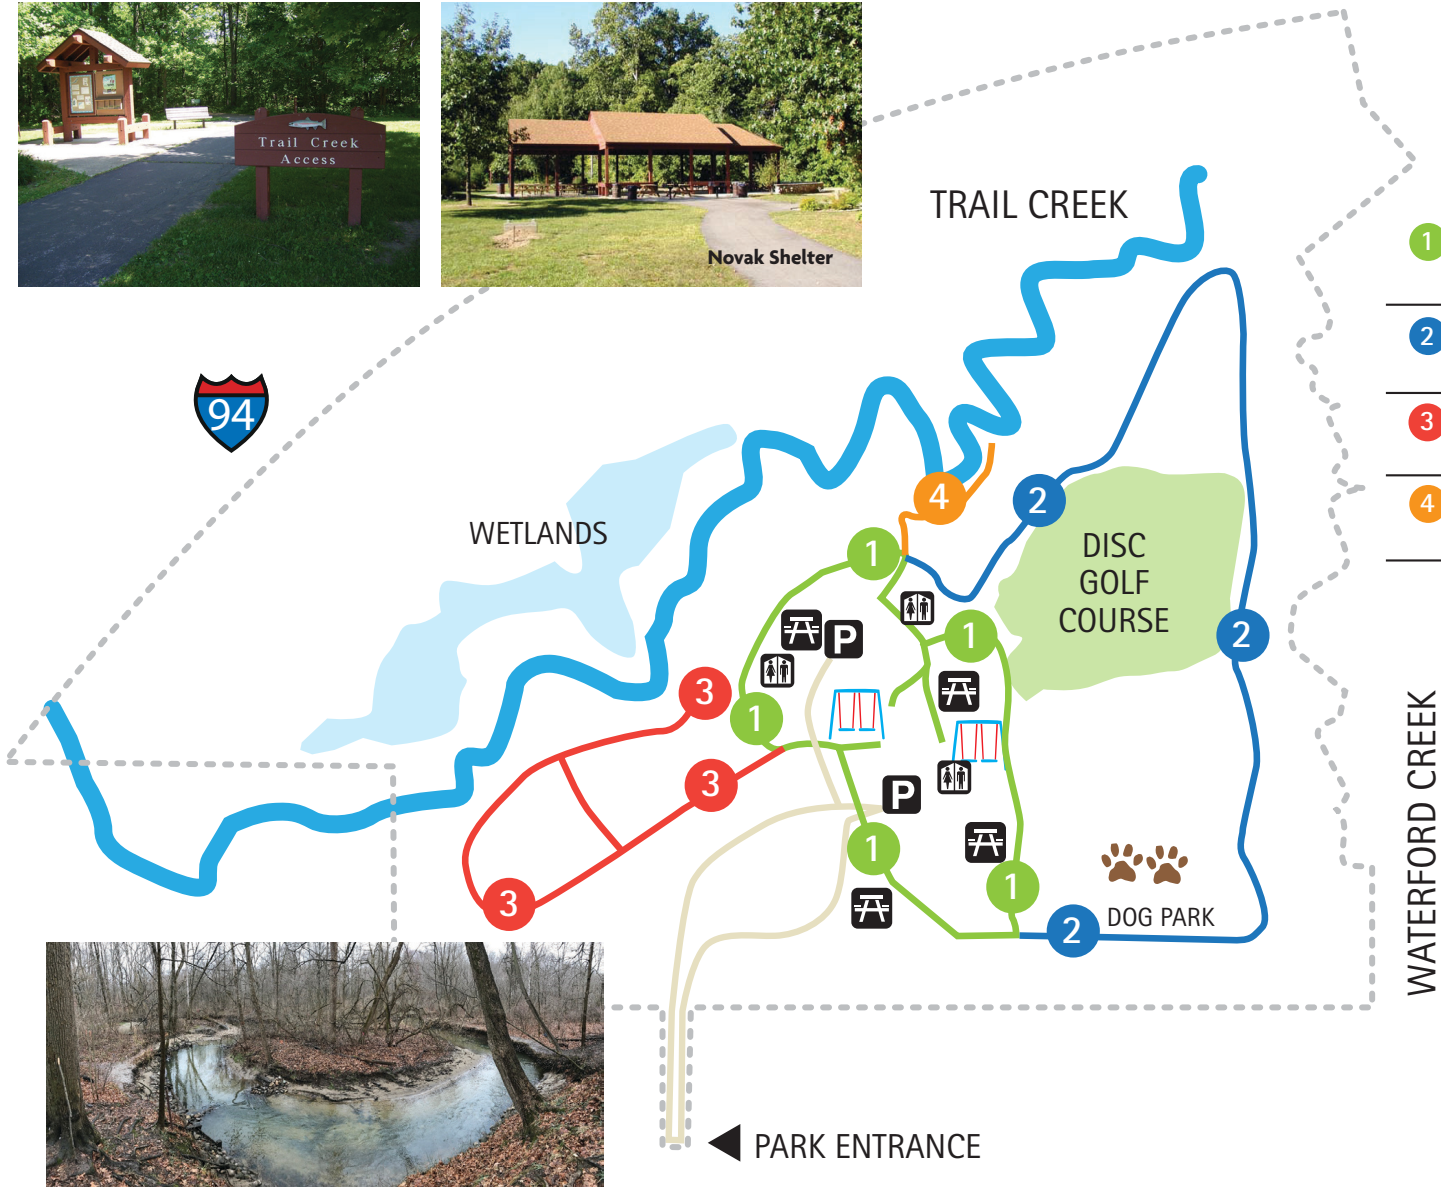 Trail Creek
Access
Novak Shelter
TRAIL CREEK
1
2
3
4
94
WETLANDS
4
2
1
DISC
GOLF
COURSE
1
2
P
3
1
3
P
1
1
3
2
DOG PARK
WATERFORD CREEK
PARK ENTRANCE